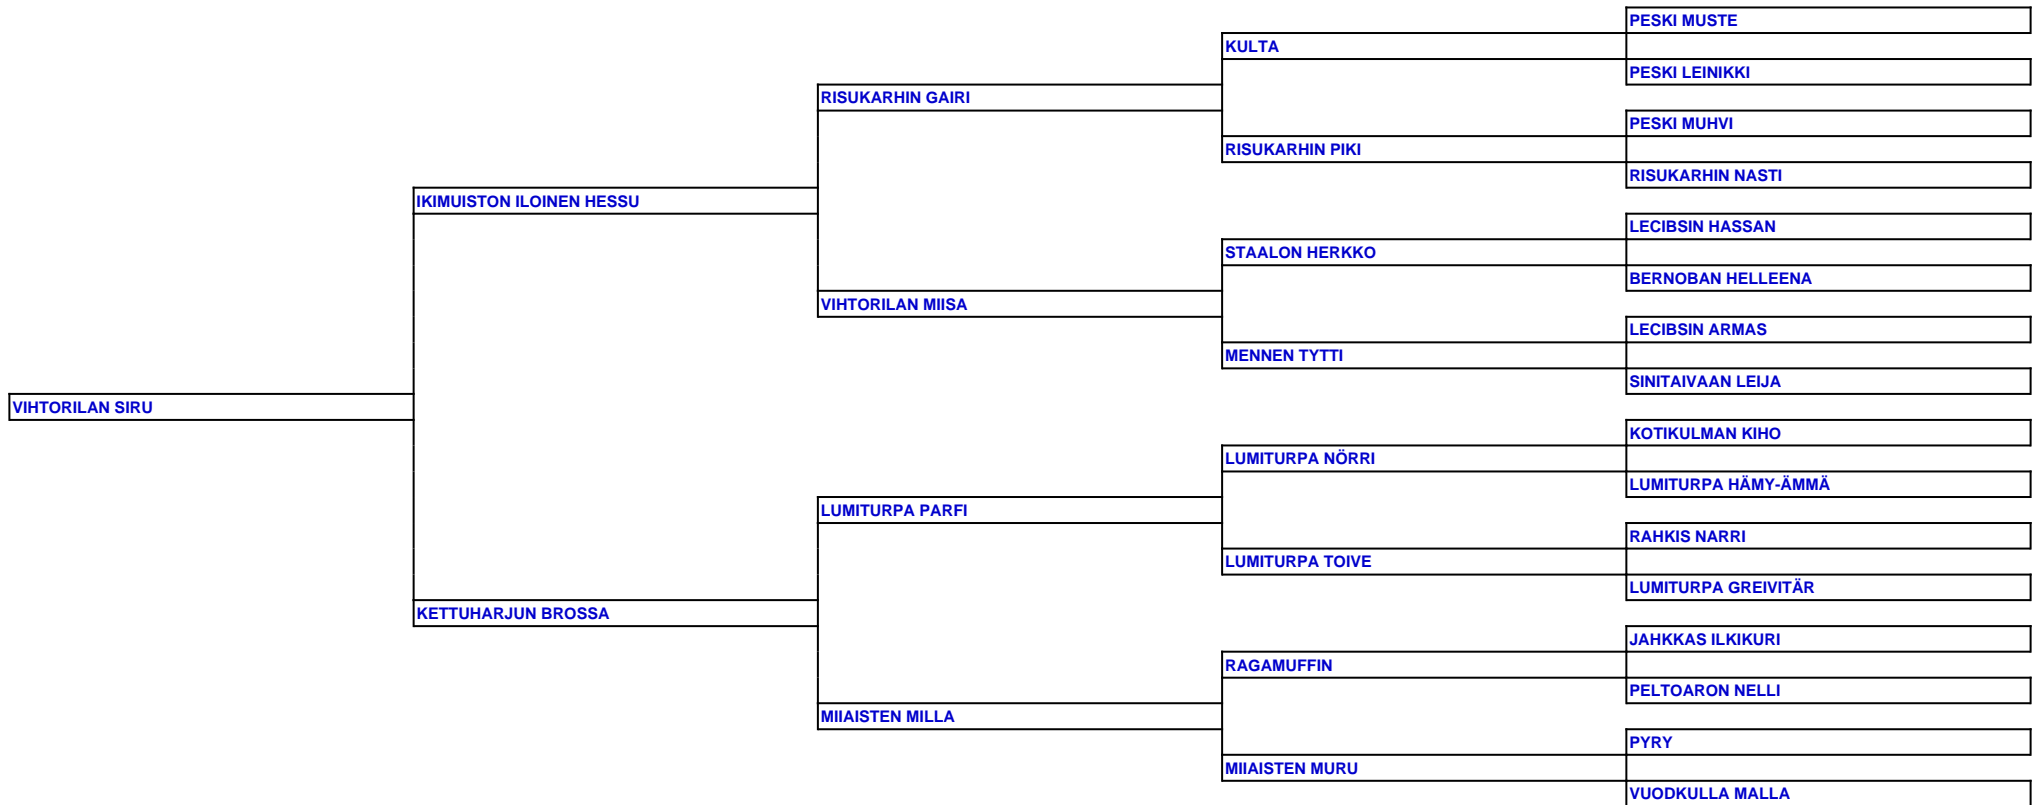 PESKI MUSTE
KULTA
PESKI LEINIKKI
RISUKARHIN GAIRI
PESKI MUHVI
RISUKARHIN PIKI
RISUKARHIN NASTI
IKIMUISTON ILOINEN HESSU
LECIBSIN HASSAN
STAALON HERKKO
BERNOBAN HELLEENA
VIHTORILAN MIISA
LECIBSIN ARMAS
MENNEN TYTTI
SINITAIVAAN LEIJA
VIHTORILAN SIRU
KOTIKULMAN KIHO
LUMITURPA NÖRRI
LUMITURPA HÄMY-ÄMMÄ
LUMITURPA PARFI
RAHKIS NARRI
LUMITURPA TOIVE
LUMITURPA GREIVITÄR
KETTUHARJUN BROSSA
JAHKKAS ILKIKURI
RAGAMUFFIN
PELTOARON NELLI
MIIAISTEN MILLA
PYRY
MIIAISTEN MURU
VUODKULLA MALLA